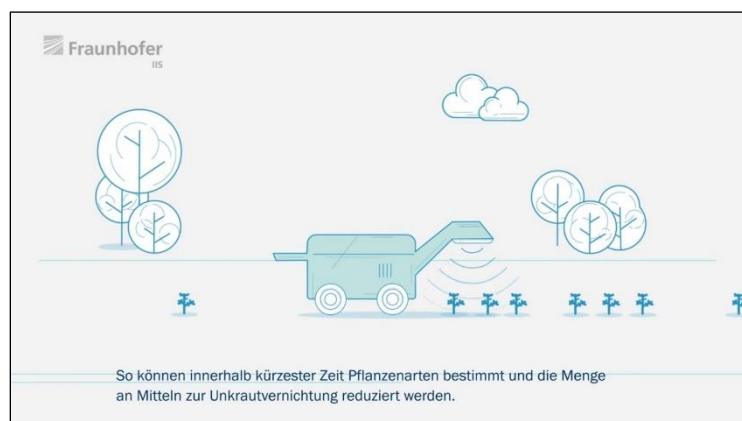 Fraunhofer
IIS
So können innerhalb kürzester Zeit Pflanzenarten bestimmt und die Menge
an Mitteln zur Unkrautvernichtung reduziert werden.